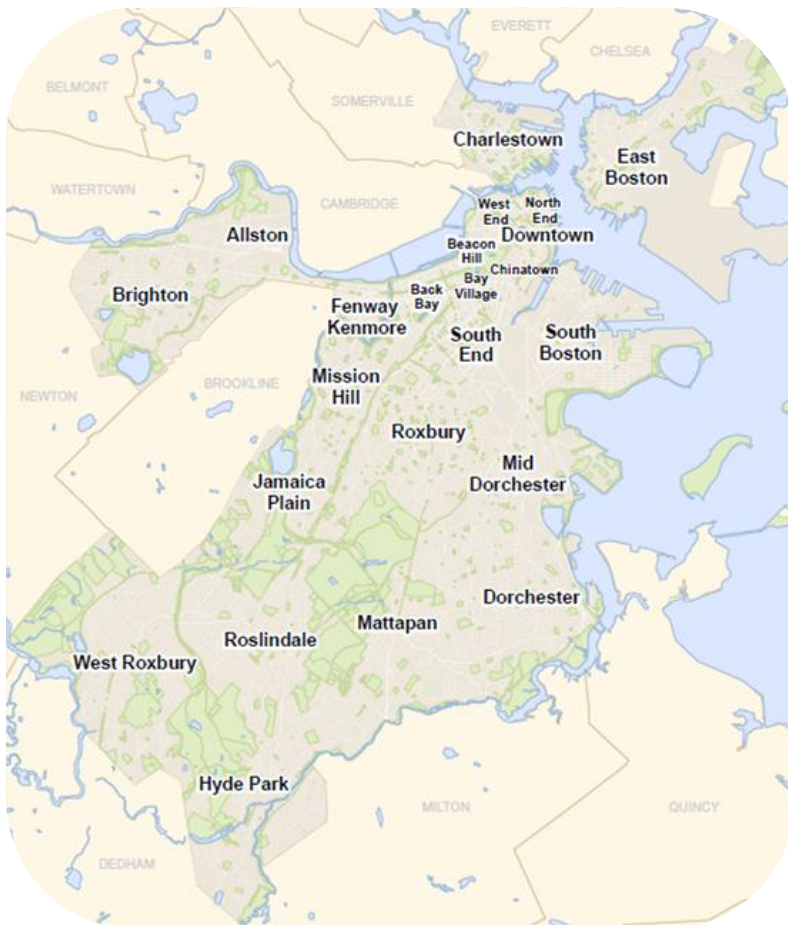 EVERETT
CHELSEA
BELMONT
SOMERVILLE
Charlestown
East
Boston
WATERTOWN
CAMBRIDGE
West
End
North
End
Allston
Downtown
Beacon
Hill
Chinatown
Bay
Village
Brighton
Back
Bay
Fenway
Kenmore
South
End
South
Boston
BROOKLINE
NEWTON
Mission
Hill
Roxbury
Mid
Dorchester
Jamaica
Plain
Dorchester
Mattapan
Roslindale
West Roxbury
Hyde Park
MILTON
QUINCY
DEDHAM